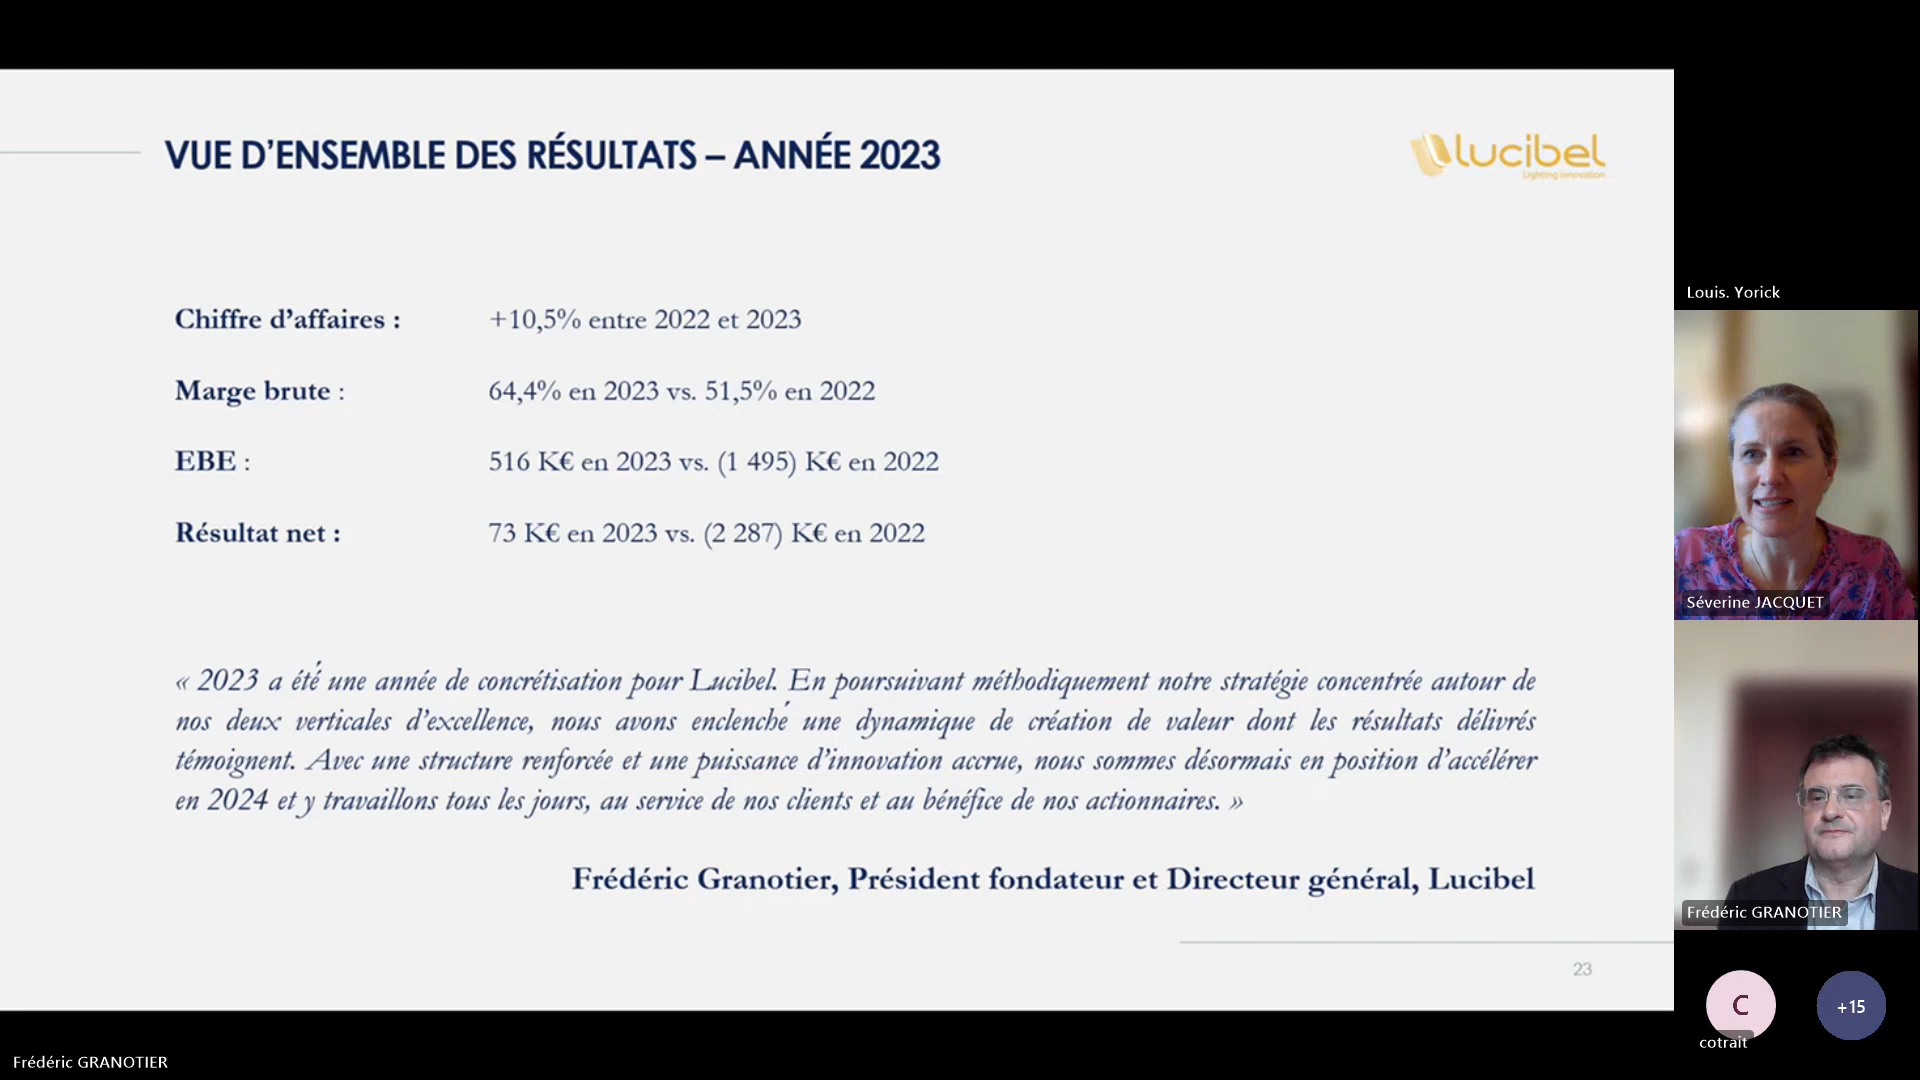 VUE D’ENSEMBLE DES RÉSULTATS – ANNÉE 2023
lucibel
Lighting innovation
Chiffre d’affaires : +10,5% entre 2022 et 2023
Marge brute : 64,4% en 2023 vs. 51,5% en 2022
EBE : 516 K€ en 2023 vs. (1 495) K€ en 2022
Résultat net : 73 K€ en 2023 vs. (2 287) K€ en 2022
« 2023 a été une année de concrétisation pour Lucibel. En poursuivant méthodiquement notre stratégie concentrée autour de
nos deux verticales d’excellence, nous avons enclenché une dynamique de création de valeur dont les résultats délivrés
témoignent. Avec une structure renforcée et une puissance d’innovation accrue, nous sommes désormais en position d’accélérer
en 2024 et y travaillons tous les jours, au service de nos clients et au bénéfice de nos actionnaires. »
Frédéric Granotier, Président fondateur et Directeur général, Lucibel
23
Louis. Yorick
Séverine JACQUET
Frédéric GRANOTIER
C
+15
cotrait
Frédéric GRANOTIER